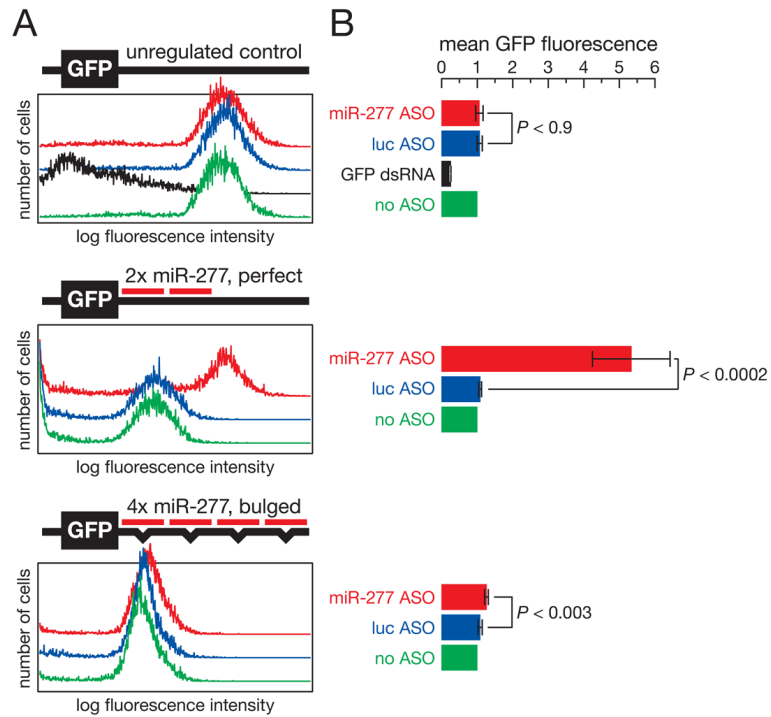 A
B
GFP
unregulated control
number of cells
log fluorescence intensity
mean GFP fluorescence
0 1 2 3 4 5 6
miR-277 ASO
luc ASO
GFP dsRNA
no ASO
P < 0.9
GFP
2x miR-277, perfect
number of cells
log fluorescence intensity
miR-277 ASO
luc ASO
no ASO
P < 0.0002
GFP
4x miR-277, bulged
number of cells
log fluorescence intensity
miR-277 ASO
luc ASO
no ASO
P < 0.003